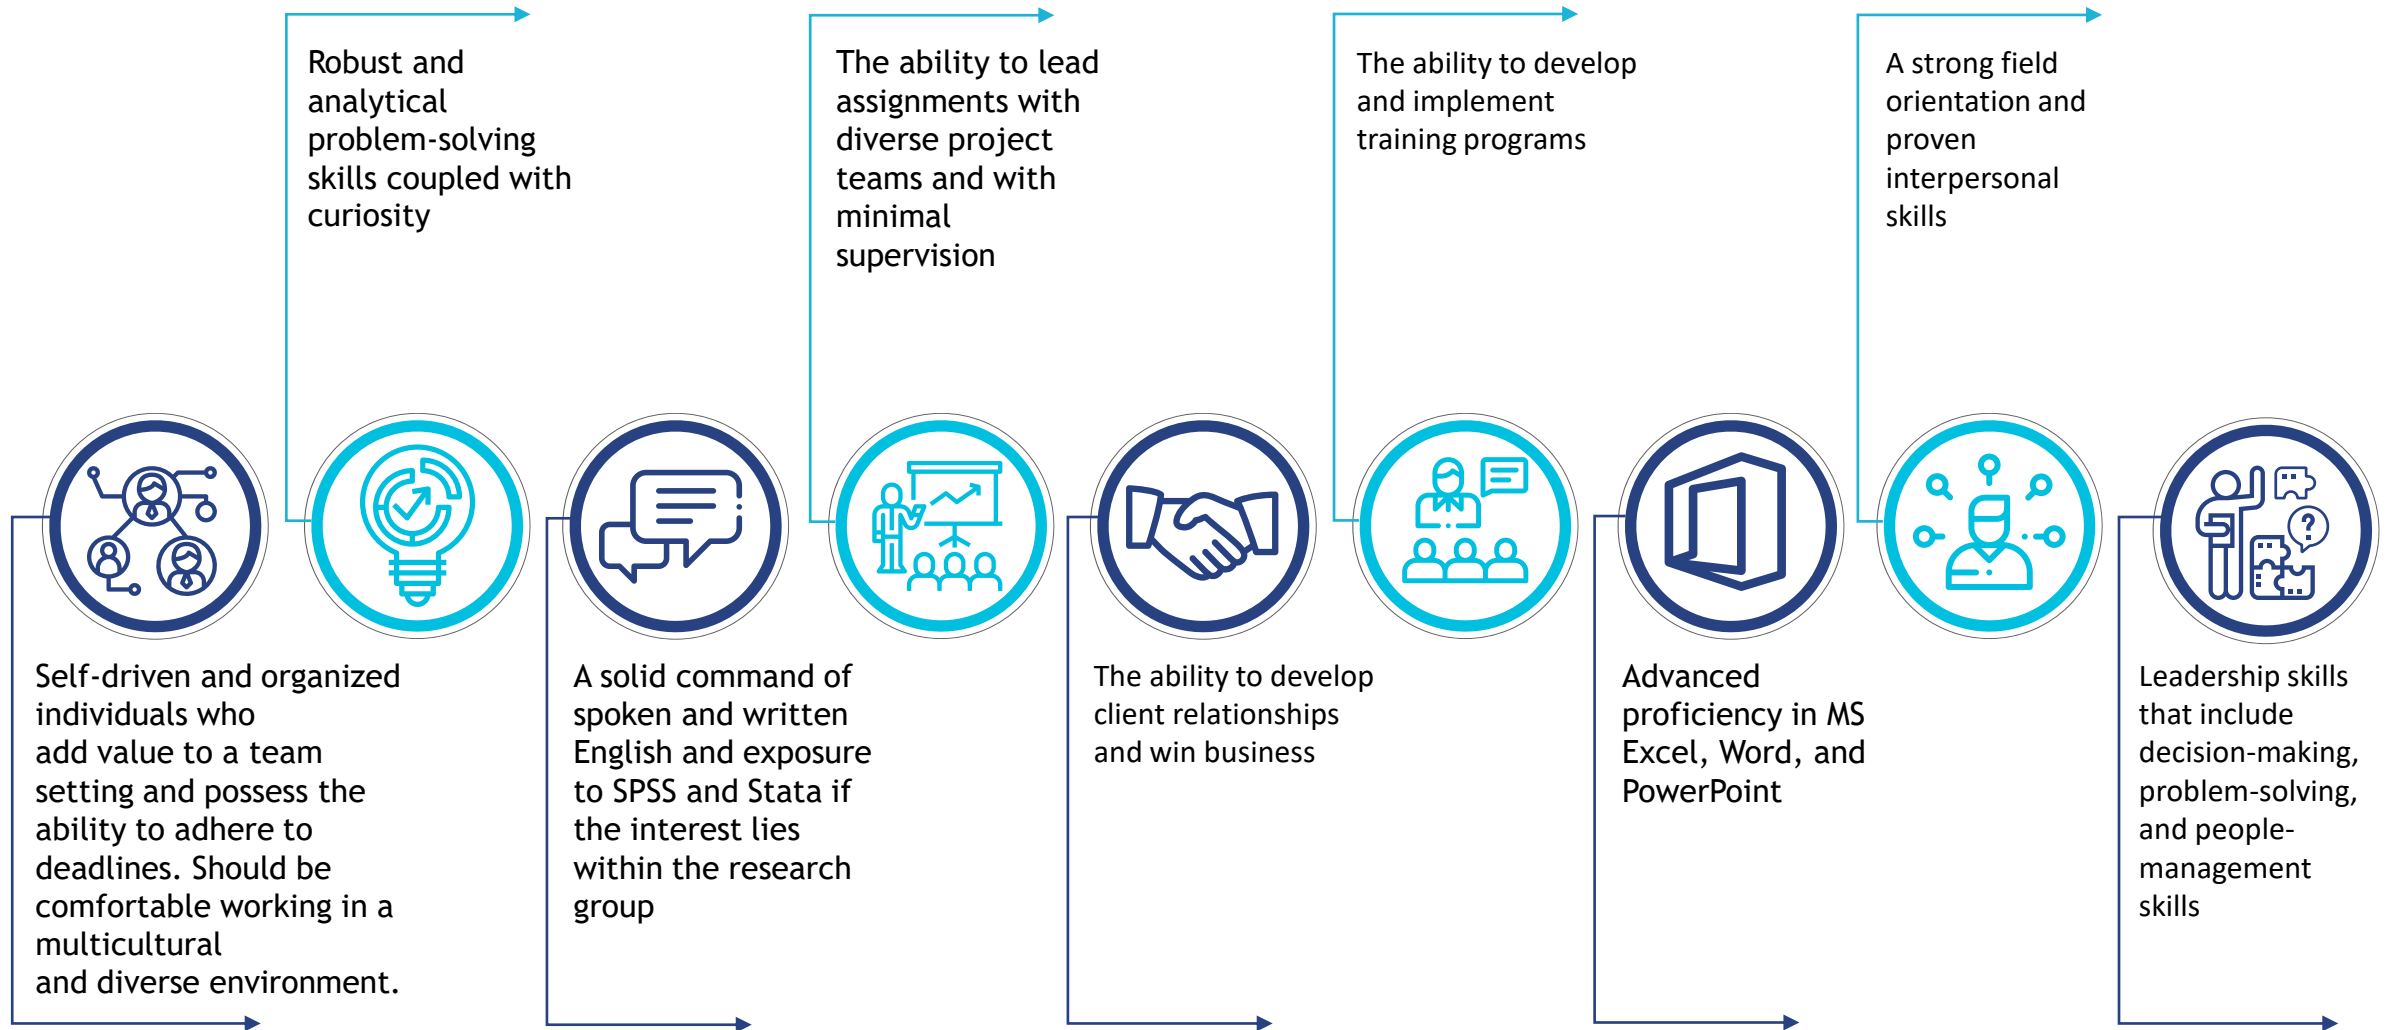 Robust and
analytical
problem-solving
skills coupled with
curiosity
The ability to lead
assignments with
diverse project
teams and with
minimal
supervision
The ability to develop
and implement
training programs
A strong field
orientation and
proven
interpersonal
skills
?
Self-driven and organized
individuals who
add value to a team
setting and possess the
ability to adhere to
deadlines. Should be
comfortable working in a
multicultural
and diverse environment.
A solid command of
spoken and written
English and exposure
to SPSS and Stata if
the interest lies
within the research
group
The ability to develop
client relationships
and win business
Advanced
proficiency in MS
Excel, Word, and
PowerPoint
Leadership skills
that include
decision-making,
problem-solving,
and people-
management
skills